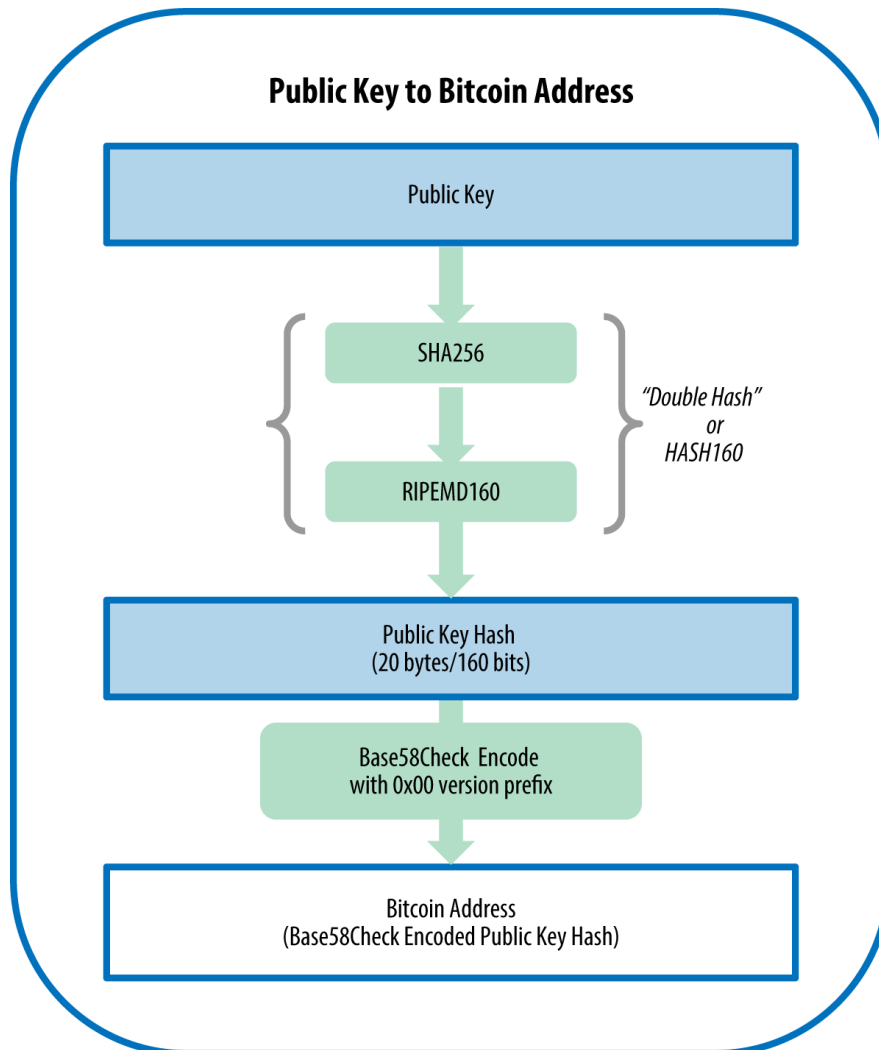 Public Key to Bitcoin Address
Public Key
SHA256
“Double Hash”
or
HASH160
RIPEMD160
Public Key Hash
(20 bytes/160 bits)
Base58Check Encode
with 0x00 version prefix
Bitcoin Address
(Base58Check Encoded Public Key Hash)